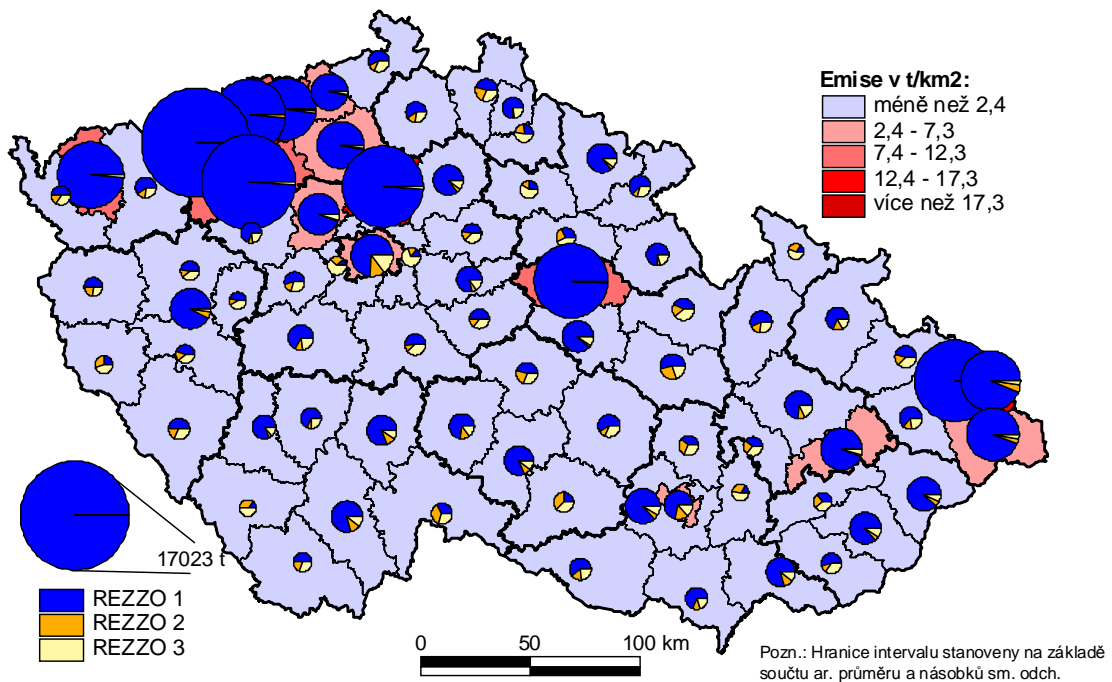 Emise v t/km2:
méně než 2,4
2,4 - 7,3
7,4 - 12,3
12,4 - 17,3
více než 17,3
17023 t
REZZO 1
REZZO 2
REZZO 3
0 50 100 km
Pozn.: Hranice intervalu stanoveny na základě
součtu ar. průměru a násobků sm. odch.